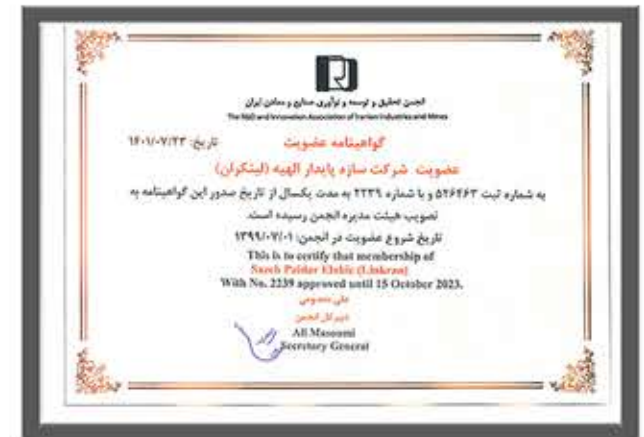 انجمن تحقیق و توسعه و نوآوری صنایع و معادن ایران
The R&D and Innovation Association of Iranian Industries and Mines
گواهینامه عضویت
تاریخ: ۱۴۰۱/۰۷/۲۳
عضویت شرکت سازه پایدار الهیه (لینکران)
به شماره ثبت ۵۲۶۴۶۳ و با شماره ۲۲۳۹ به مدت یکسال از تاریخ صدور این گواهینامه به
تصویب هیئت مدیره انجمن رسیده است.
تاریخ شروع عضویت در انجمن: ۱۳۹۹/۰۷/۰۱
This is to certify that membership of
Sazeh Paidar Elahie (Linkran)
With No. 2239 approved until 15 October 2023.
علی معصومی
دبیرکل انجمن
Ali Masoumi
Secretary General